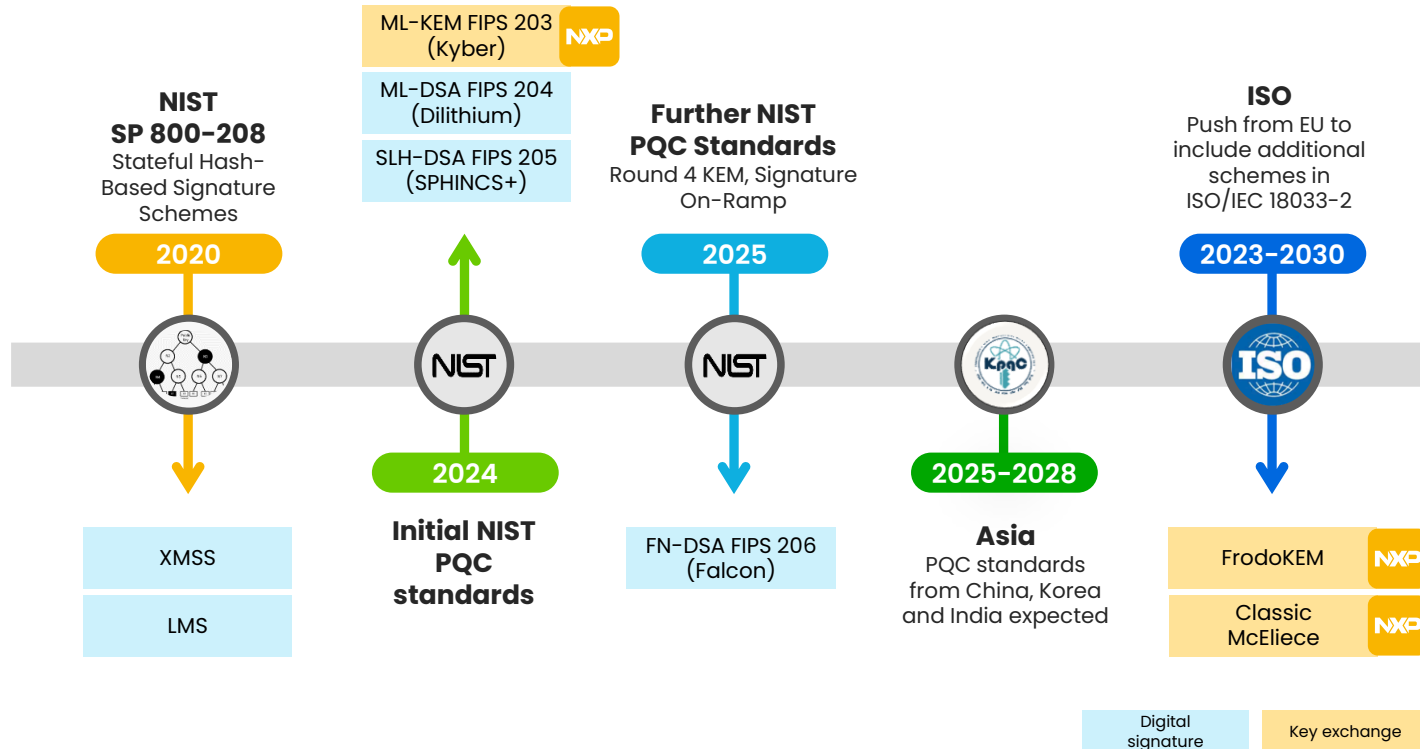 NIST
SP 800-208
Stateful Hash-
Based Signature
Schemes
2020
XMSS
LMS
ML-KEM FIPS 203
(Kyber)
NXP
ML-DSA FIPS 204
(Dilithium)
SLH-DSA FIPS 205
(SPHINCS+)
NIST
2024
Initial NIST
PQC
standards
Further NIST
PQC Standards
Round 4 KEM, Signature
On-Ramp
2025
NIST
FN-DSA FIPS 206
(Falcon)
KpqC
2025-2028
Asia
PQC standards
from China, Korea
and India expected
ISO
Push from EU to
include additional
schemes in
ISO/IEC 18033-2
2023-2030
ISO
FrodoKEM
NXP
Classic
McEliece
NXP
Digital
signature
Key exchange